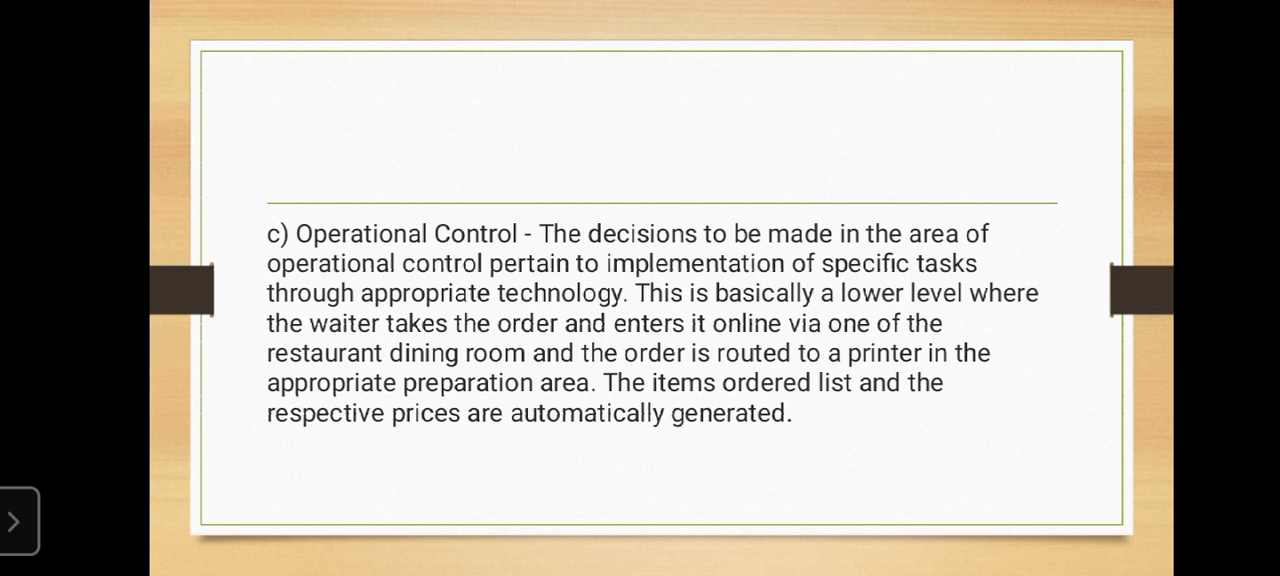 c) Operational Control - The decisions to be made in the area of
operational control pertain to implementation of specific tasks
through appropriate technology. This is basically a lower level where
the waiter takes the order and enters it online via one of the
restaurant dining room and the order is routed to a printer in the
appropriate preparation area. The items ordered list and the
respective prices are automatically generated.